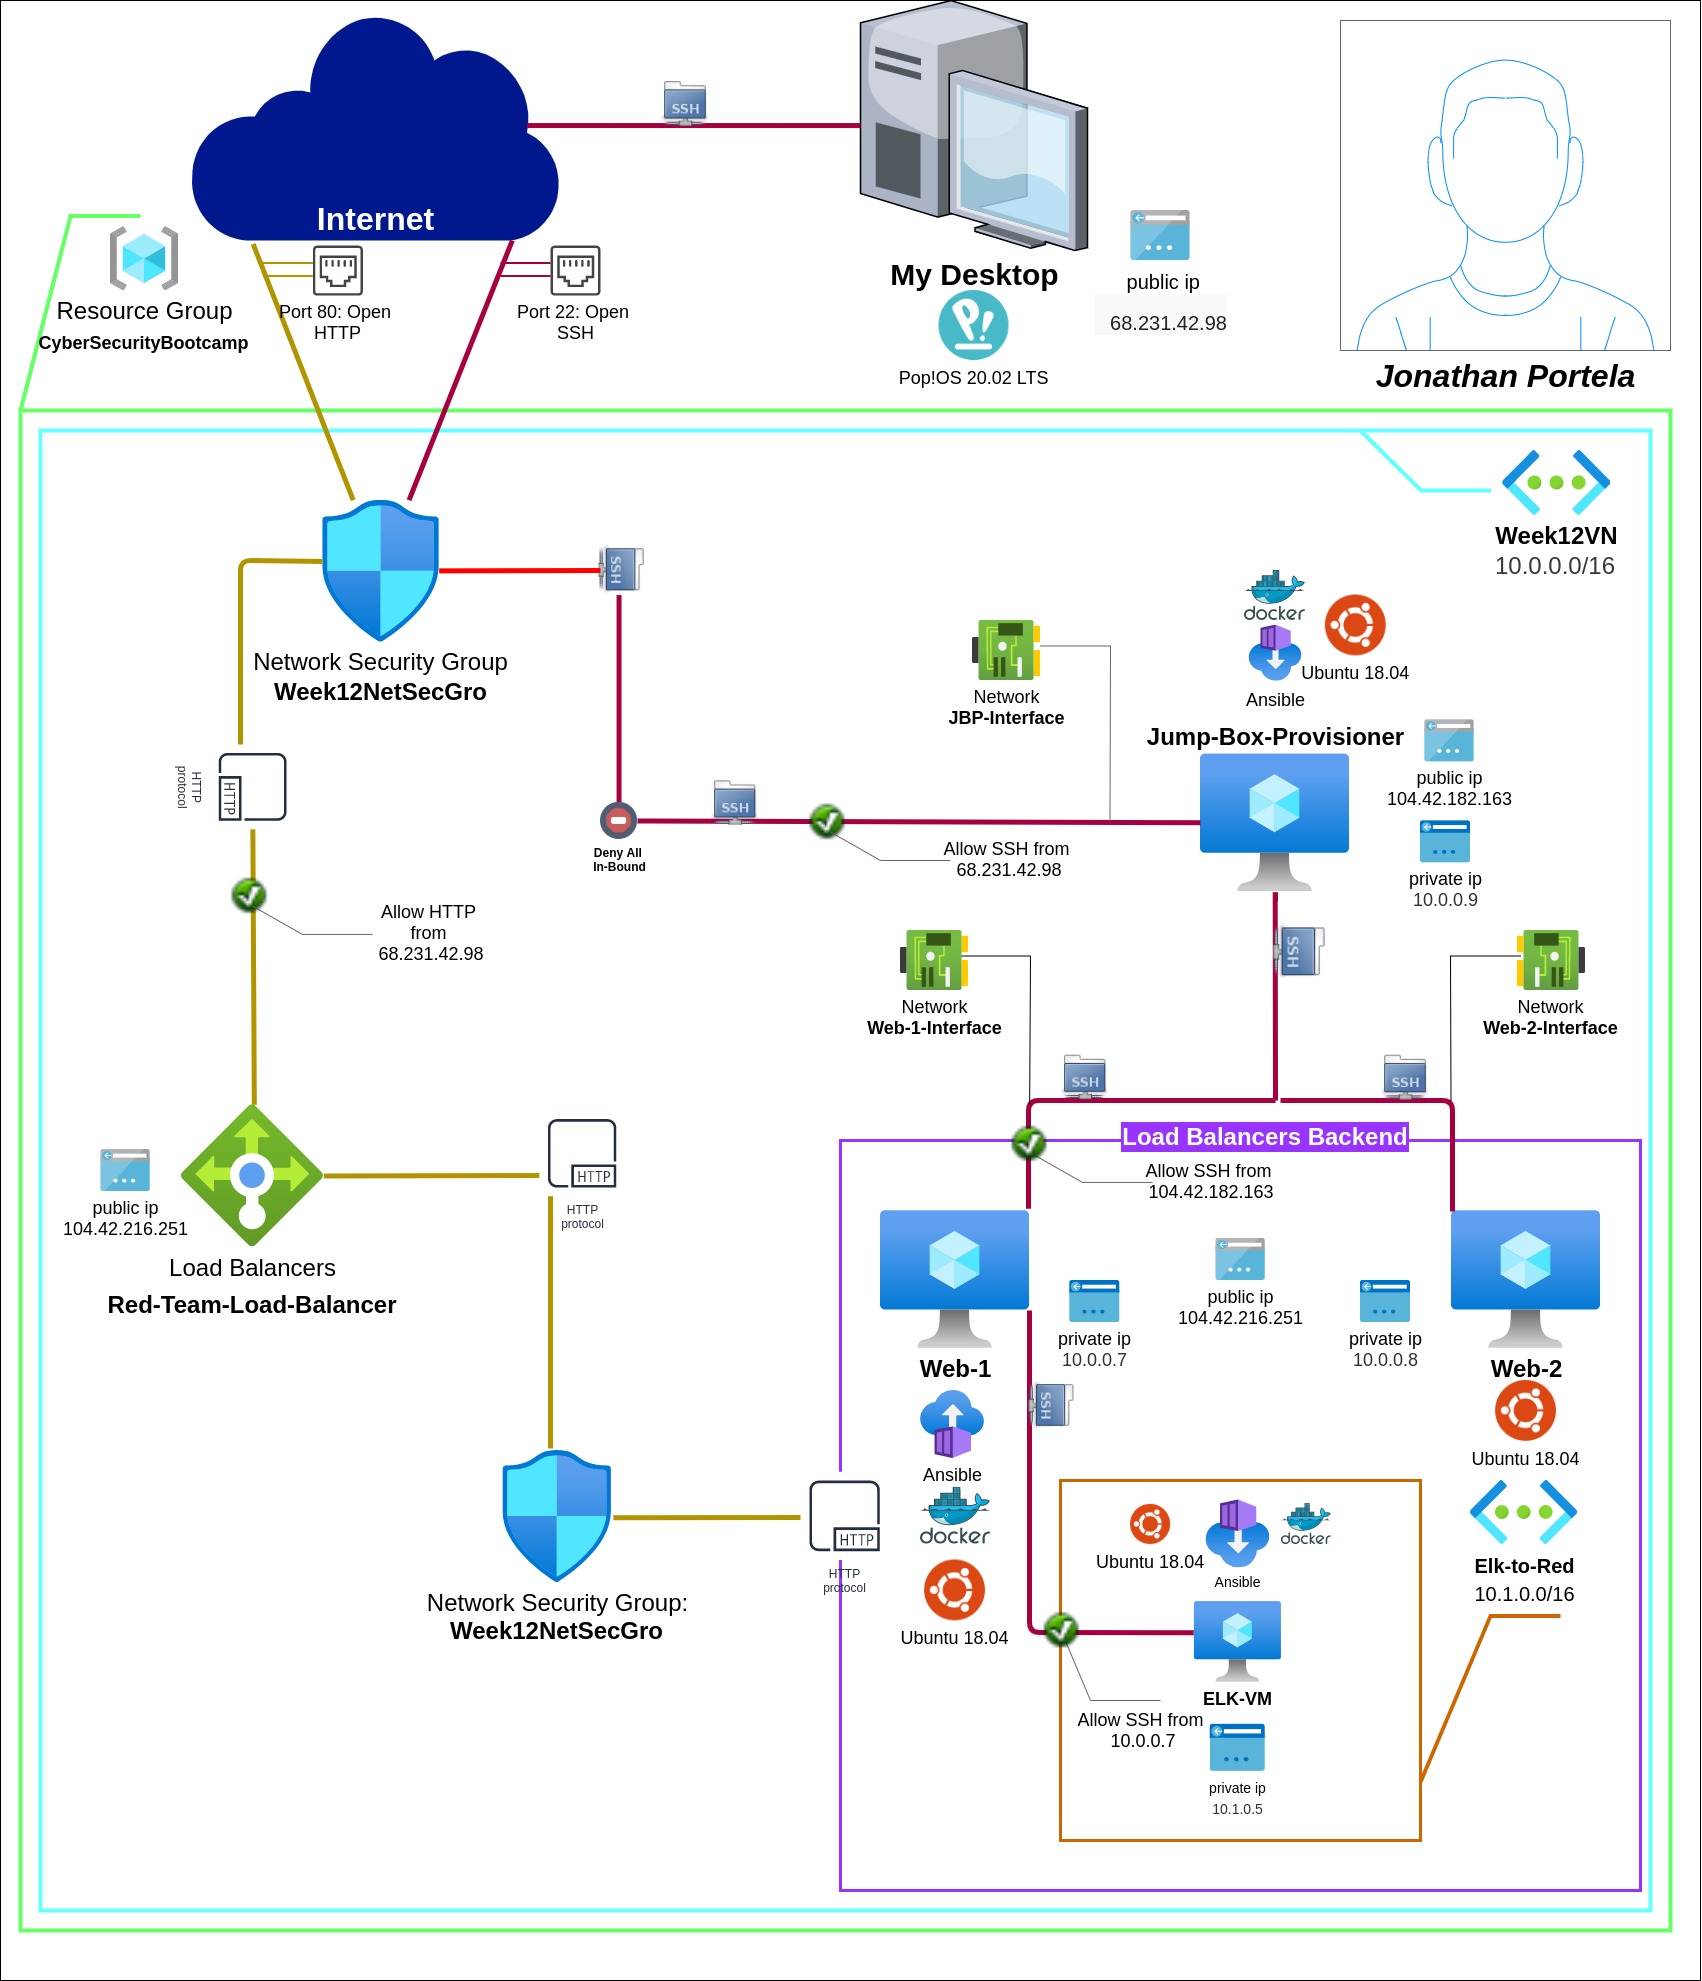 SSH
Internet
My Desktop
public ip
68.231.42.98
Pop!OS 20.02 LTS
Jonathan Portela
Resource Group
CyberSecurityBootcamp
Port 80: Open
HTTP
Port 22: Open
SSH
Week12VN
10.0.0.0/16
SSH
Network Security Group
Week12NetSecGro
docker
Ubuntu 18.04
Ansible
Network
JBP-Interface
Jump-Box-Provisioner
public ip
104.42.182.163
private ip
10.0.0.9
HTTP
protocol
HTTP
SSH
Deny All
In-Bound
Allow SSH from
68.231.42.98
Allow HTTP
from
68.231.42.98
SSH
Network
Web-1-Interface
Network
Web-2-Interface
SSH
SSH
Load Balancers Backend
Allow SSH from
104.42.182.163
public ip
104.42.216.251
Load Balancers
Red-Team-Load-Balancer
HTTP
HTTP
protocol
private ip
10.0.0.7
public ip
104.42.216.251
private ip
10.0.0.8
Web-1
Web-2
SSH
Ansible
docker
Ubuntu 18.04
Ubuntu 18.04
Elk-to-Red
10.1.0.0/16
HTTP
HTTP
protocol
Network Security Group:
Week12NetSecGro
Ubuntu 18.04
Ansible
docker
ELK-VM
Allow SSH from
10.0.0.7
private ip
10.1.0.5